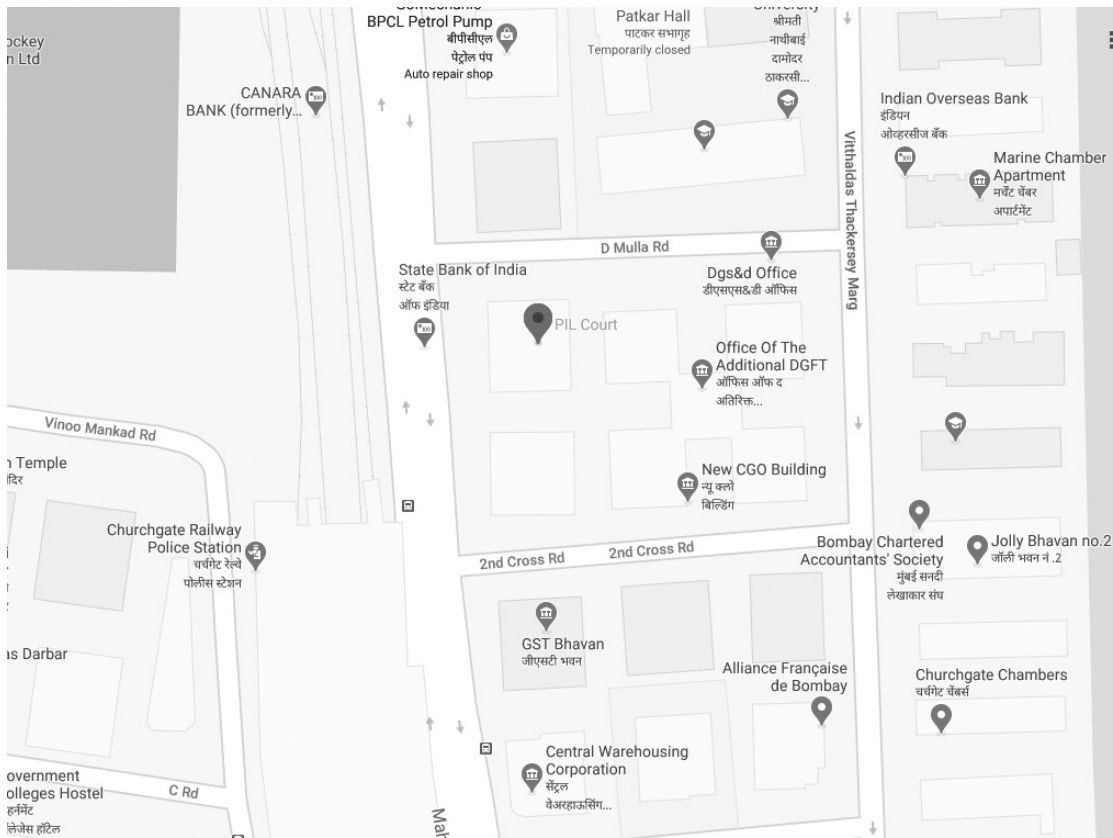 BPCL Petrol Pump
बीपीसीएल
पेट्रोल पंप
Auto repair shop
Patkar Hall
पाटकर सभागृह
Temporarily closed
University
श्रीमती
नाथीबाई
दामोदर
ठाकरसी...
ockey
n Ltd
CANARA
BANK (formerly...
Indian Overseas Bank
इंडियन
ओव्हरसीज बँक
Marine Chamber
Apartment
मर्चेंट चेंबर
अपार्टमेंट
Vitthaldas Thackersey Marg
D Mulla Rd
State Bank of India
स्टेट बँक
ऑफ इंडिया
Dgs&d Office
डीएसएस&डी ऑफिस
PIL Court
Office Of The
Additional DGFT
ऑफिस ऑफ द
अतिरिक्त...
Vinoo Mankad Rd
n Temple
दिर
New CGO Building
न्यू क्लो
बिल्डिंग
Churchgate Railway
Police Station
चर्चगेट रेल्वे
पोलीस स्टेशन
2nd Cross Rd
2nd Cross Rd
Bombay Chartered
Accountants' Society
मुंबई सनदी
लेखाकार संघ
Jolly Bhavan no.2
जॉली भवन नं .2
GST Bhavan
जीएसटी भवन
as Darbar
Alliance Française
de Bombay
Churchgate Chambers
चर्चगेट चेंबर्स
Central Warehousing
Corporation
सेंट्रल
वेअरहाऊसिंग...
overnment
olleges Hostel
हर्नमेंट
लेजेस हॉटेल
C Rd
Mah